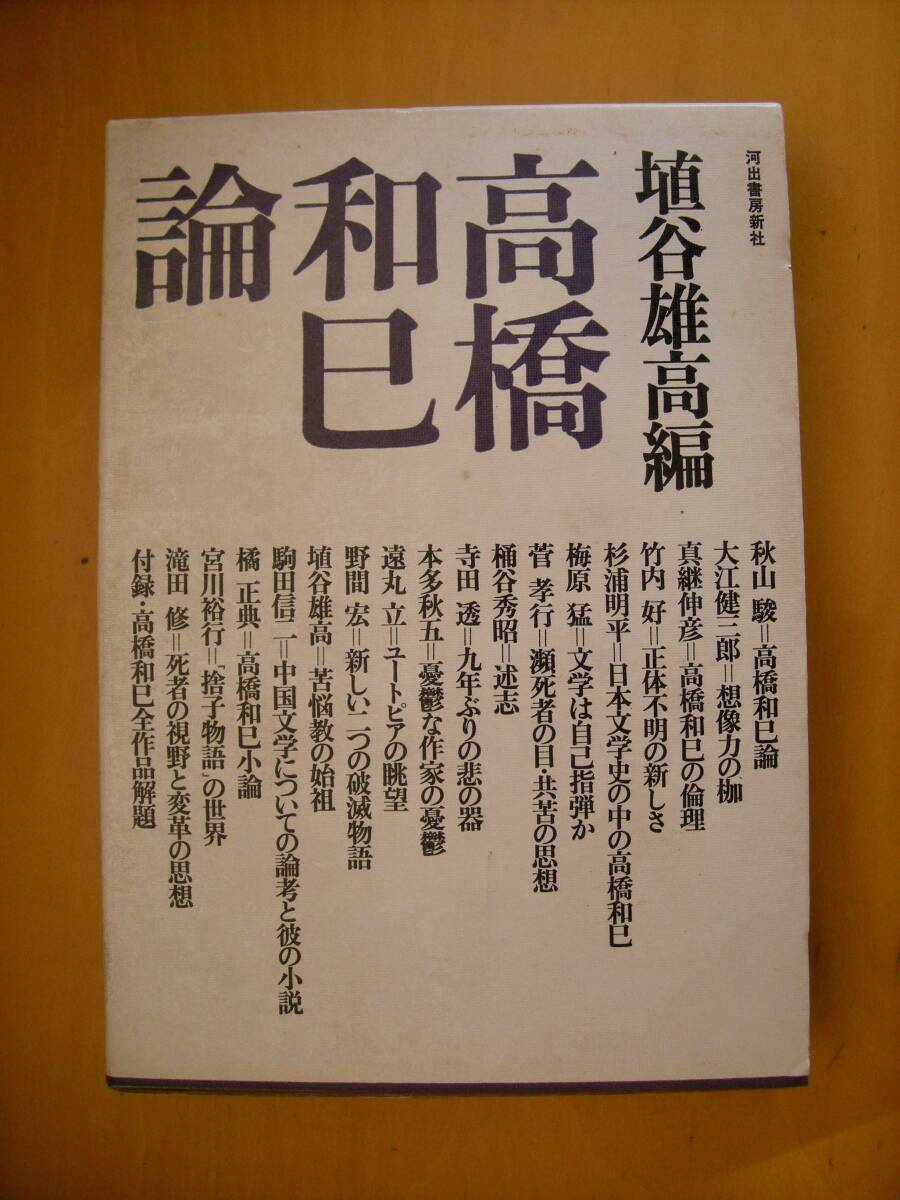 河出書房新社
埴谷雄高編
高橋
和巳
論
秋山 駿=高橋和巳論
大江健三郎=想像力の枷
真継伸彦=高橋和巳の倫理
竹内 好=正体不明の新しさ
杉浦明平=日本文学史の中の高橋和巳
梅原 猛=文学は自己指弾か
菅 孝行=瀕死者の目・共苦の思想
桶谷秀昭=述志
寺田 透=九年ぶりの悲の器
本多秋五=憂鬱な作家の憂鬱
遠丸 立=ユートピアの眺望
野間 宏=新しい二つの破滅物語
埴谷雄高=苦悩教の始祖
駒田信二=中国文学についての論考と彼の小説
橘 正典=高橋和巳小論
宮川裕行=「捨子物語」の世界
滝田 修=死者の視野と変革の思想
付録・高橋和巳全作品解題